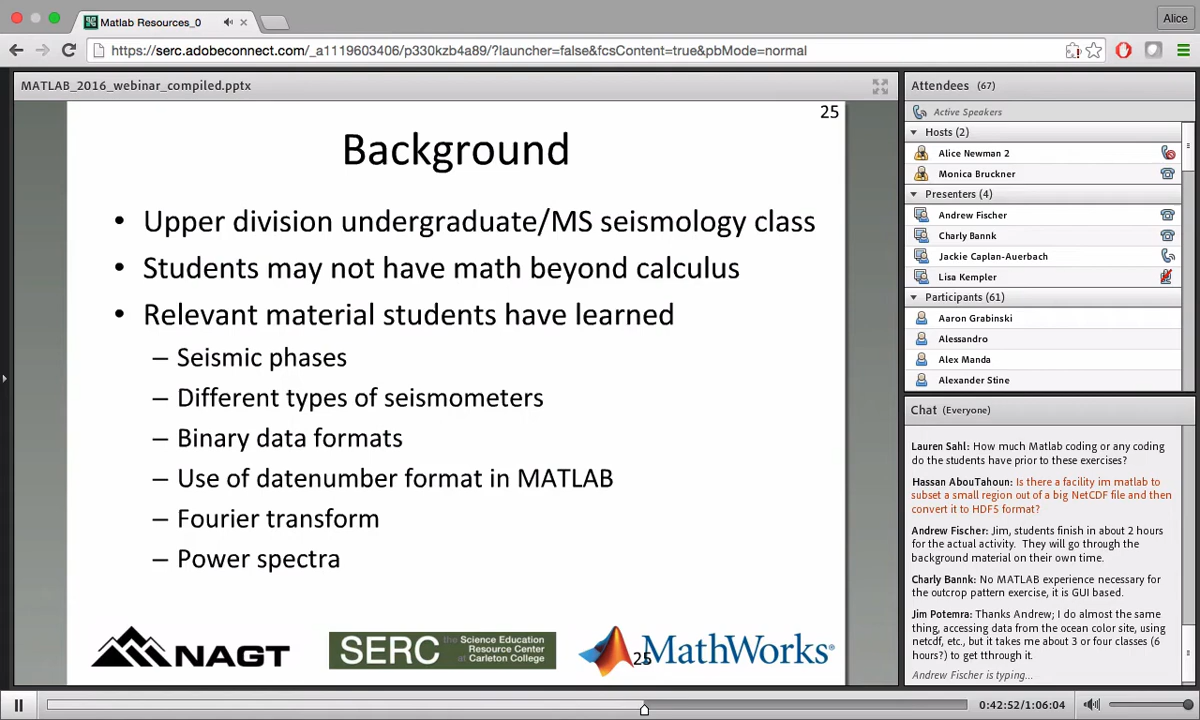 Matlab Resources_0
Alice
https://serc.adobeconnect.com/_a1119603406/p330kzb4a89/?launcher=false&fcsContent=true&pbMode=normal
MATLAB_2016_webinar_compiled.pptx
25
Background
• Upper division undergraduate/MS seismology class
• Students may not have math beyond calculus
• Relevant material students have learned
– Seismic phases
– Different types of seismometers
– Binary data formats
– Use of datenumber format in MATLAB
– Fourier transform
– Power spectra
NAGT
SERC the Science Education
Resource Center
at Carleton College
25
MathWorks®
Attendees (67)
Active Speakers
Hosts (2)
Alice Newman 2
Monica Bruckner
Presenters (4)
Andrew Fischer
Charly Bannk
Jackie Caplan-Auerbach
Lisa Kempler
Participants (61)
Aaron Grabinski
Alessandro
Alex Manda
Alexander Stine
Chat (Everyone)
Lauren Sahl: How much Matlab coding or any coding
do the students have prior to these exercises?
Hassan AbouTahoun: Is there a facility im matlab to
subset a small region out of a big NetCDF file and then
convert it to HDF5 format?
Andrew Fischer: Jim, students finish in about 2 hours
for the actual activity. They will go through the
background material on their own time.
Charly Bannk: No MATLAB experience necessary for
the outcrop pattern exercise, it is GUI based.
Jim Potemra: Thanks Andrew; I do almost the same
thing, accessing data from the ocean color site, using
netcdf, etc., but it takes me about 3 or four classes (6
hours?) to get tthrough it.
Andrew Fischer is typing...
0:42:52/1:06:04